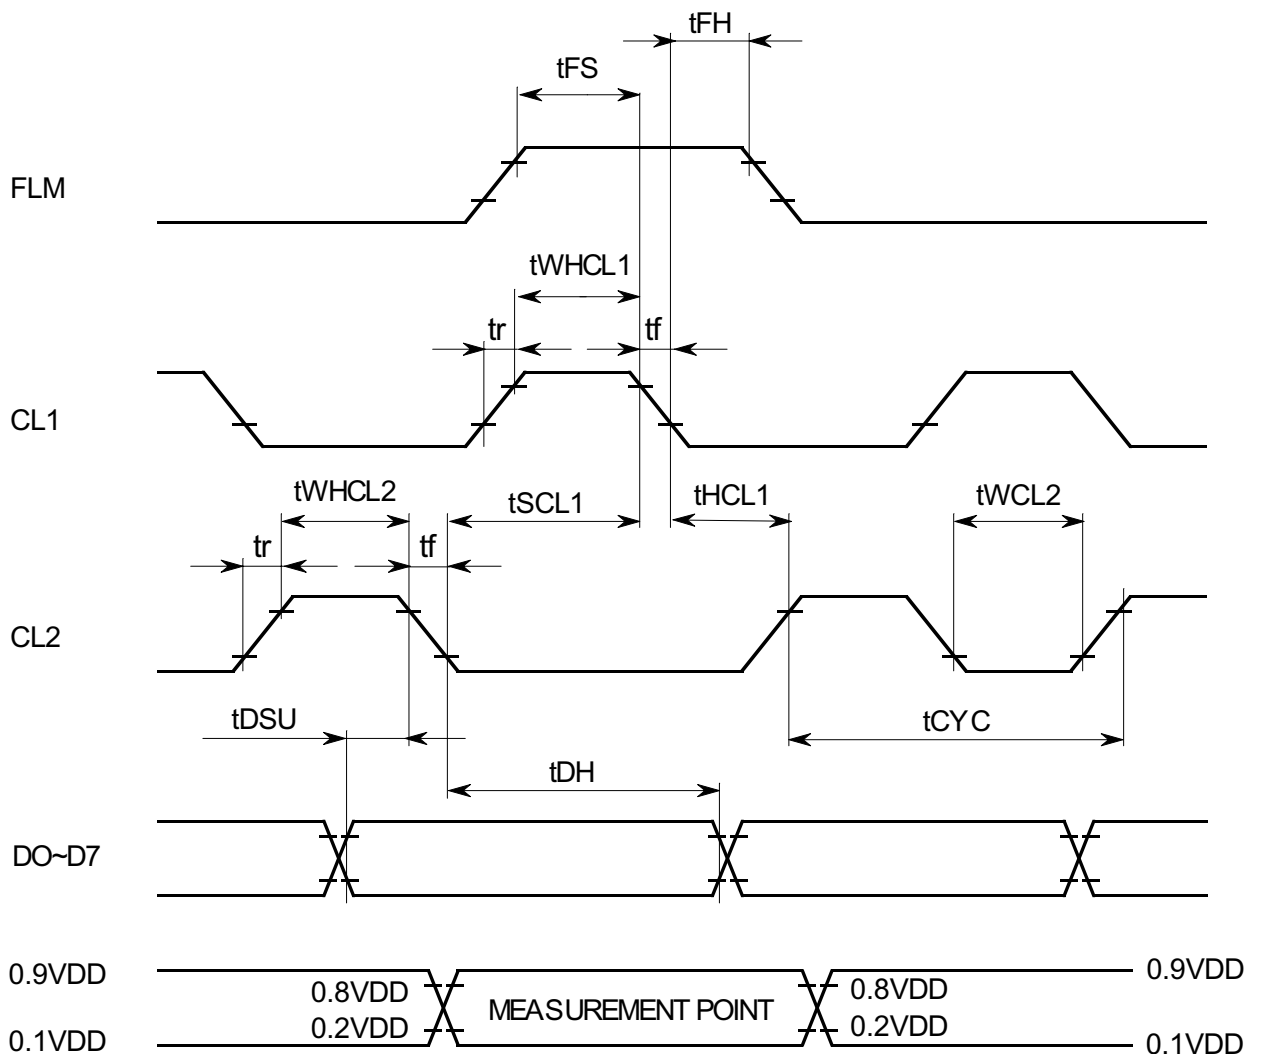 tFH
tFS
FLM
tWHCL1
tr
tf
CL1
tWHCL2
tSCL1
tHCL1
tWCL2
tr
tf
CL2
tDSU
tCYC
tDH
DO~D7
0.9VDD
0.9VDD
0.8VDD
MEASUREMENT POINT
0.8VDD
0.2VDD
0.2VDD
0.1VDD
0.1VDD